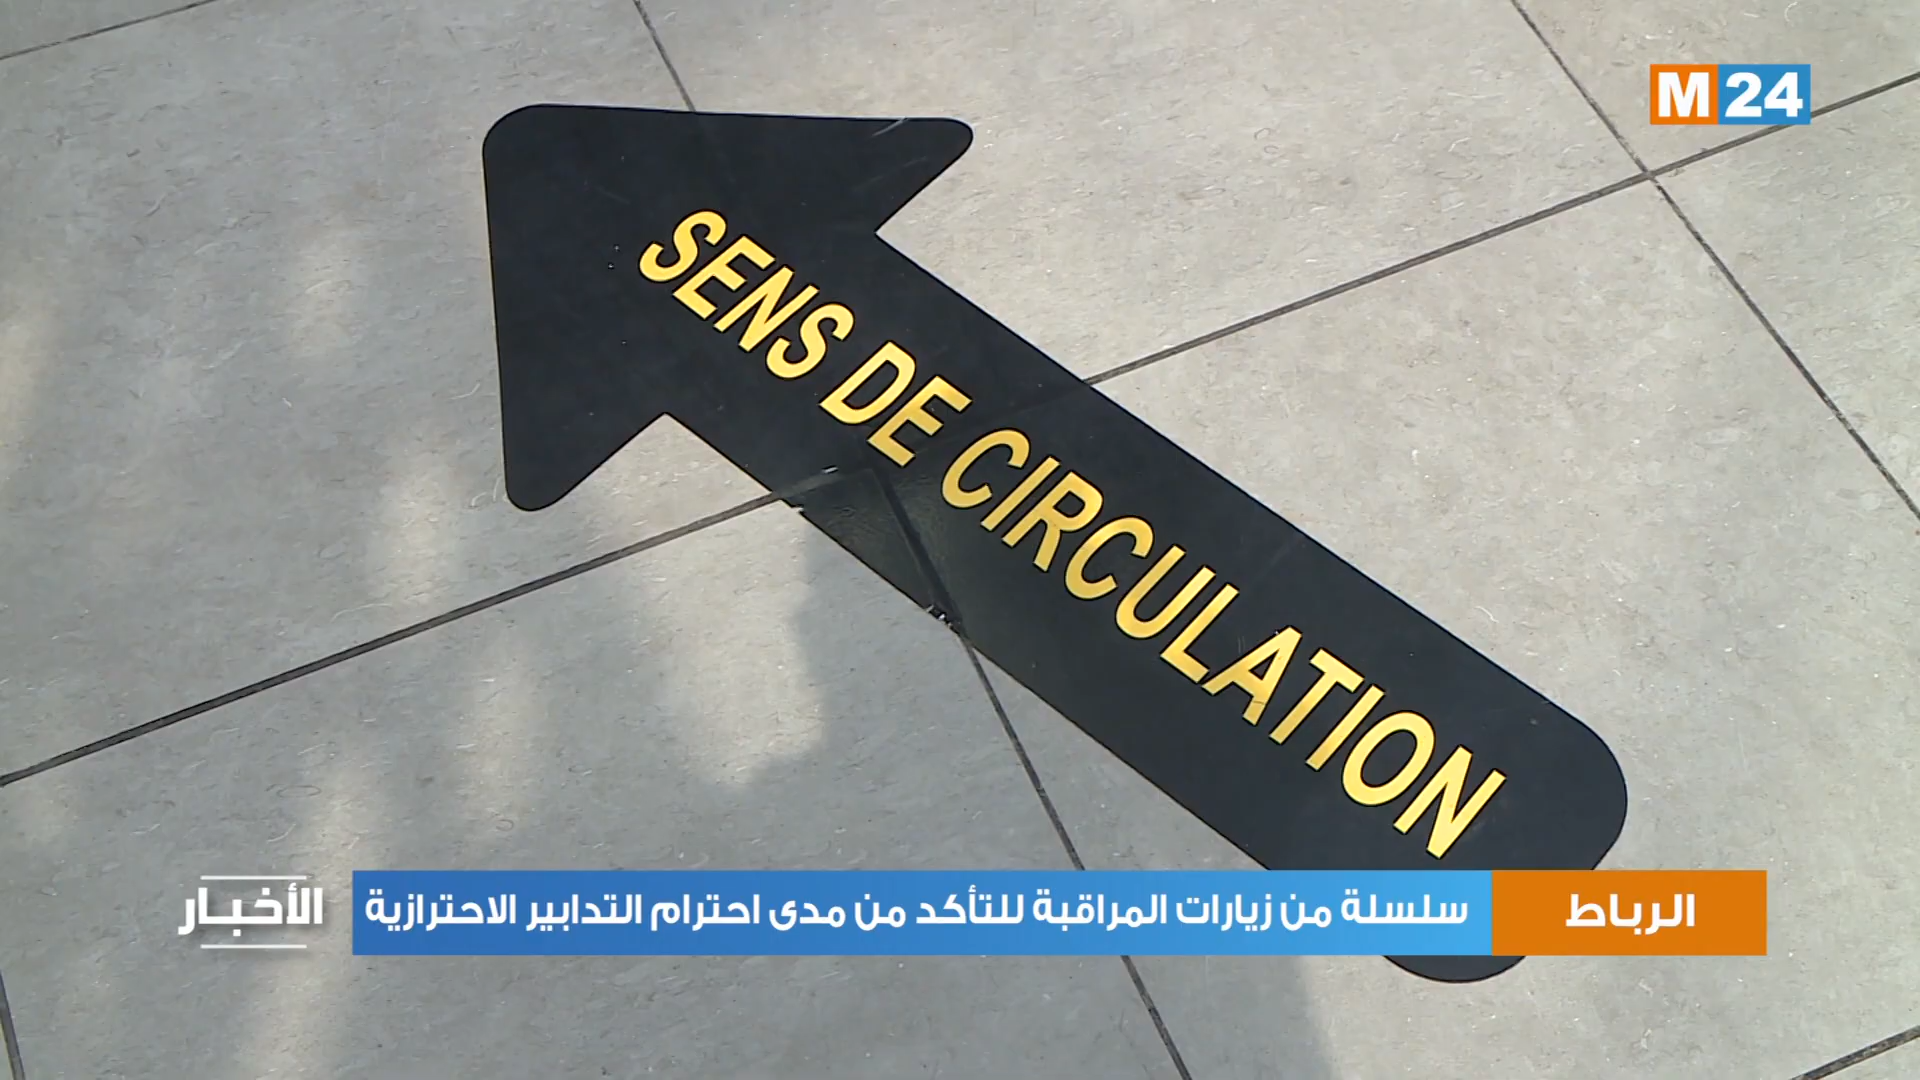 M24
SENS DE CIRCULATION
الرباط
سلسلة من زيارات المراقبة للتأكد من مدى احترام التدابير الاحترازية
الأخبار